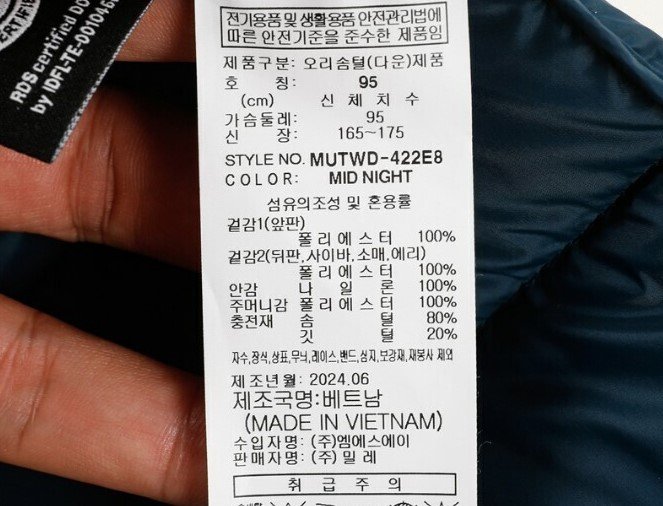 RDS certified DO
by IDFL-TE-001046
전기용품 및 생활용품 안전관리법에
따른 안전기준을 준수한 제품임
제품구분: 오리솜털(다운)제품
호 칭: 95
(cm) 신 체 치 수
가슴둘레: 95
신 장: 165~175
STYLE NO. MUTWD-422E8
COLOR: MID NIGHT
섬유의조성 및 혼용률
겉감1(앞판)
폴리에스터 100%
겉감2(뒤판,사이바,소매,에리)
폴리에스터 100%
안감 나 일 론 100%
주머니감 폴리에스터 100%
충전재 솜 털 80%
깃 털 20%
자수,장식,상표,무늬,레이스,밴드,심지,보강재,재봉사 제외
제조년월: 2024.06
제조국명:베트남
(MADE IN VIETNAM)
수입자명: (주)엠에스에이
판매자명: (주) 밀레
취 급 주 의